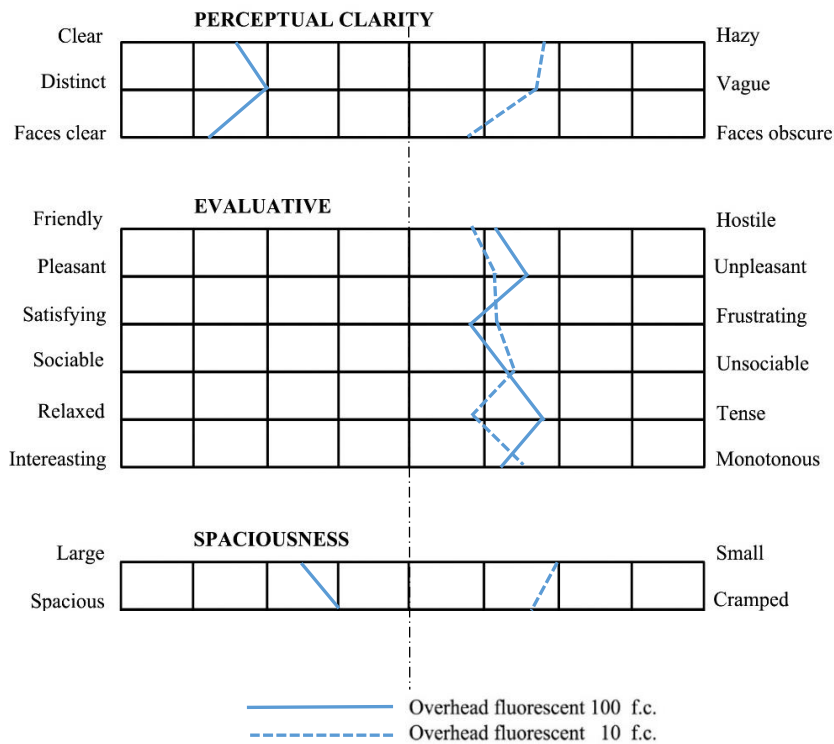 PERCEPTUAL CLARITY
Clear Hazy
Distinct Vague
Faces clear Faces obscure
EVALUATIVE
Friendly Hostile
Pleasant Unpleasant
Satisfying Frustrating
Sociable Unsociable
Relaxed Tense
Intereasting Monotonous
SPACIOUSNESS
Large Small
Spacious Cramped
Overhead fluorescent 100 f.c.
Overhead fluorescent 10 f.c.